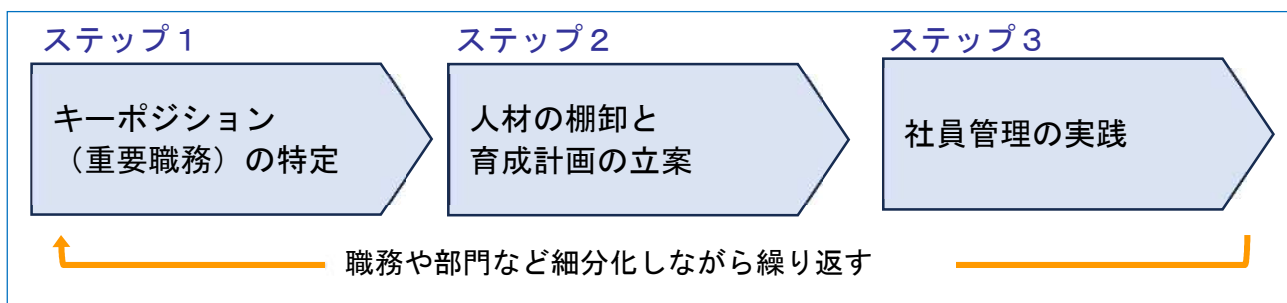 ステップ１
キーポジション
（重要職務）の特定
ステップ２
人材の棚卸と
育成計画の立案
ステップ３
社員管理の実践
職務や部門など細分化しながら繰り返す